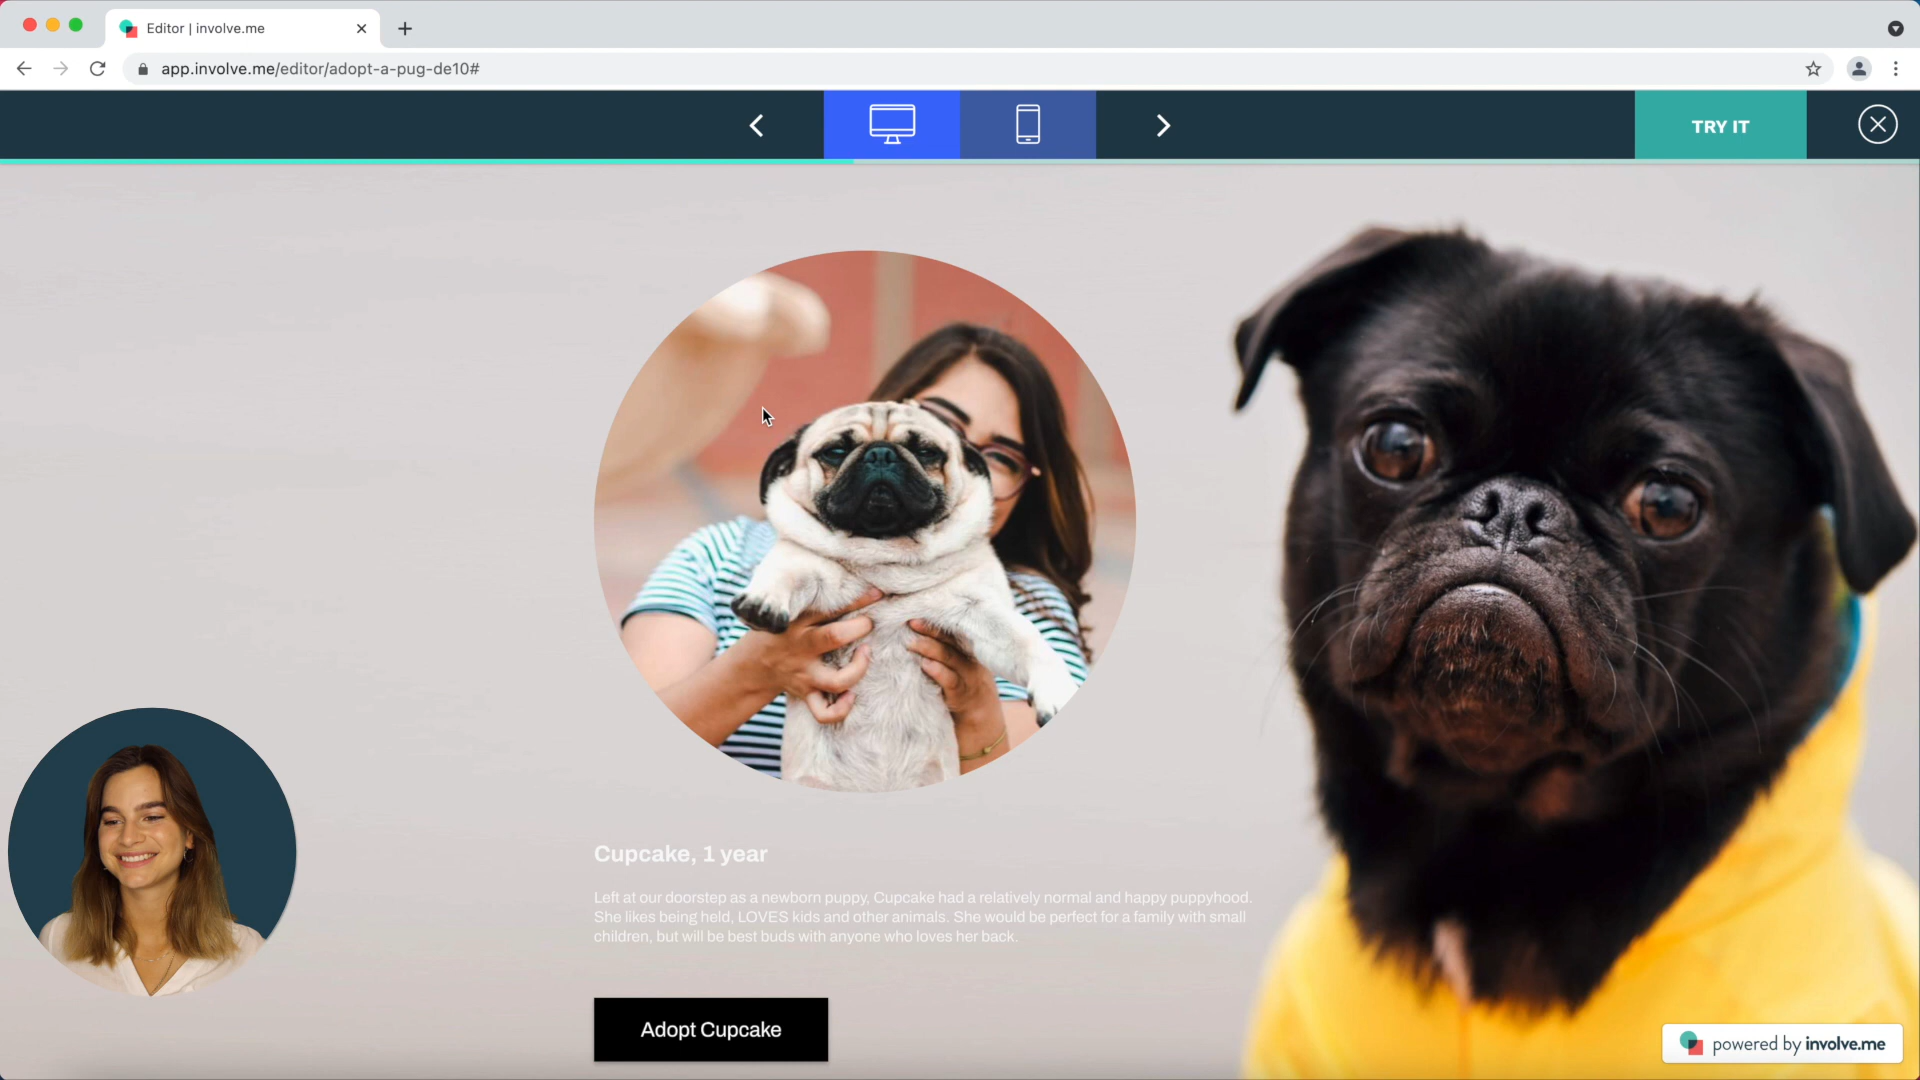 Editor | involve.me
app.involve.me/editor/adopt-a-pug-de10#
TRY IT
Cupcake, 1 year
Left at our doorstep as a newborn puppy, Cupcake had a relatively normal and happy puppyhood.
She likes being held, LOVES kids and other animals. She would be perfect for a family with small
children, but will be best buds with anyone who loves her back.
Adopt Cupcake
powered by involve.me